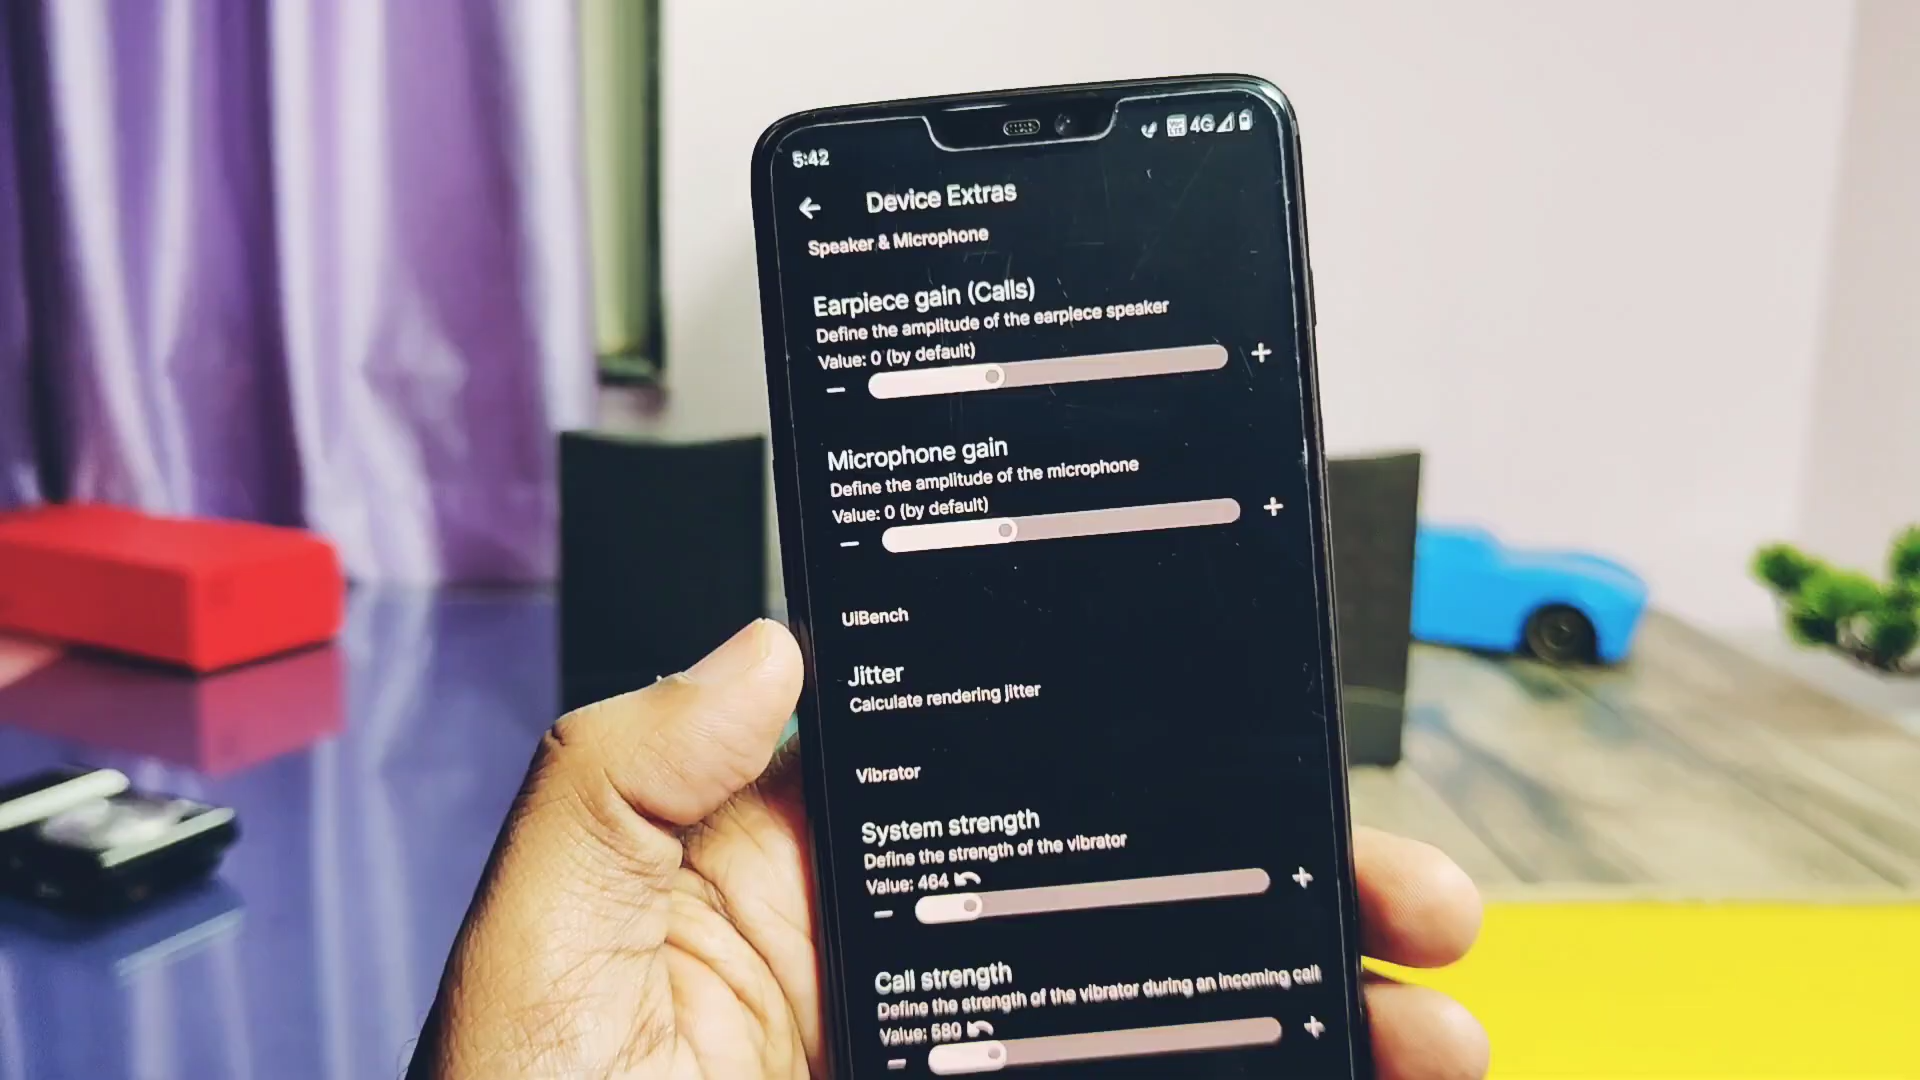 5:42
VoLTE 4G
Device Extras
Speaker & Microphone
Earpiece gain (Calls)
Define the amplitude of the earpiece speaker
Value: 0 (by default)
Microphone gain
Define the amplitude of the microphone
Value: 0 (by default)
UiBench
Jitter
Calculate rendering jitter
Vibrator
System strength
Define the strength of the vibrator
Value: 464
Call strength
Define the strength of the vibrator during an incoming call
Value: 580